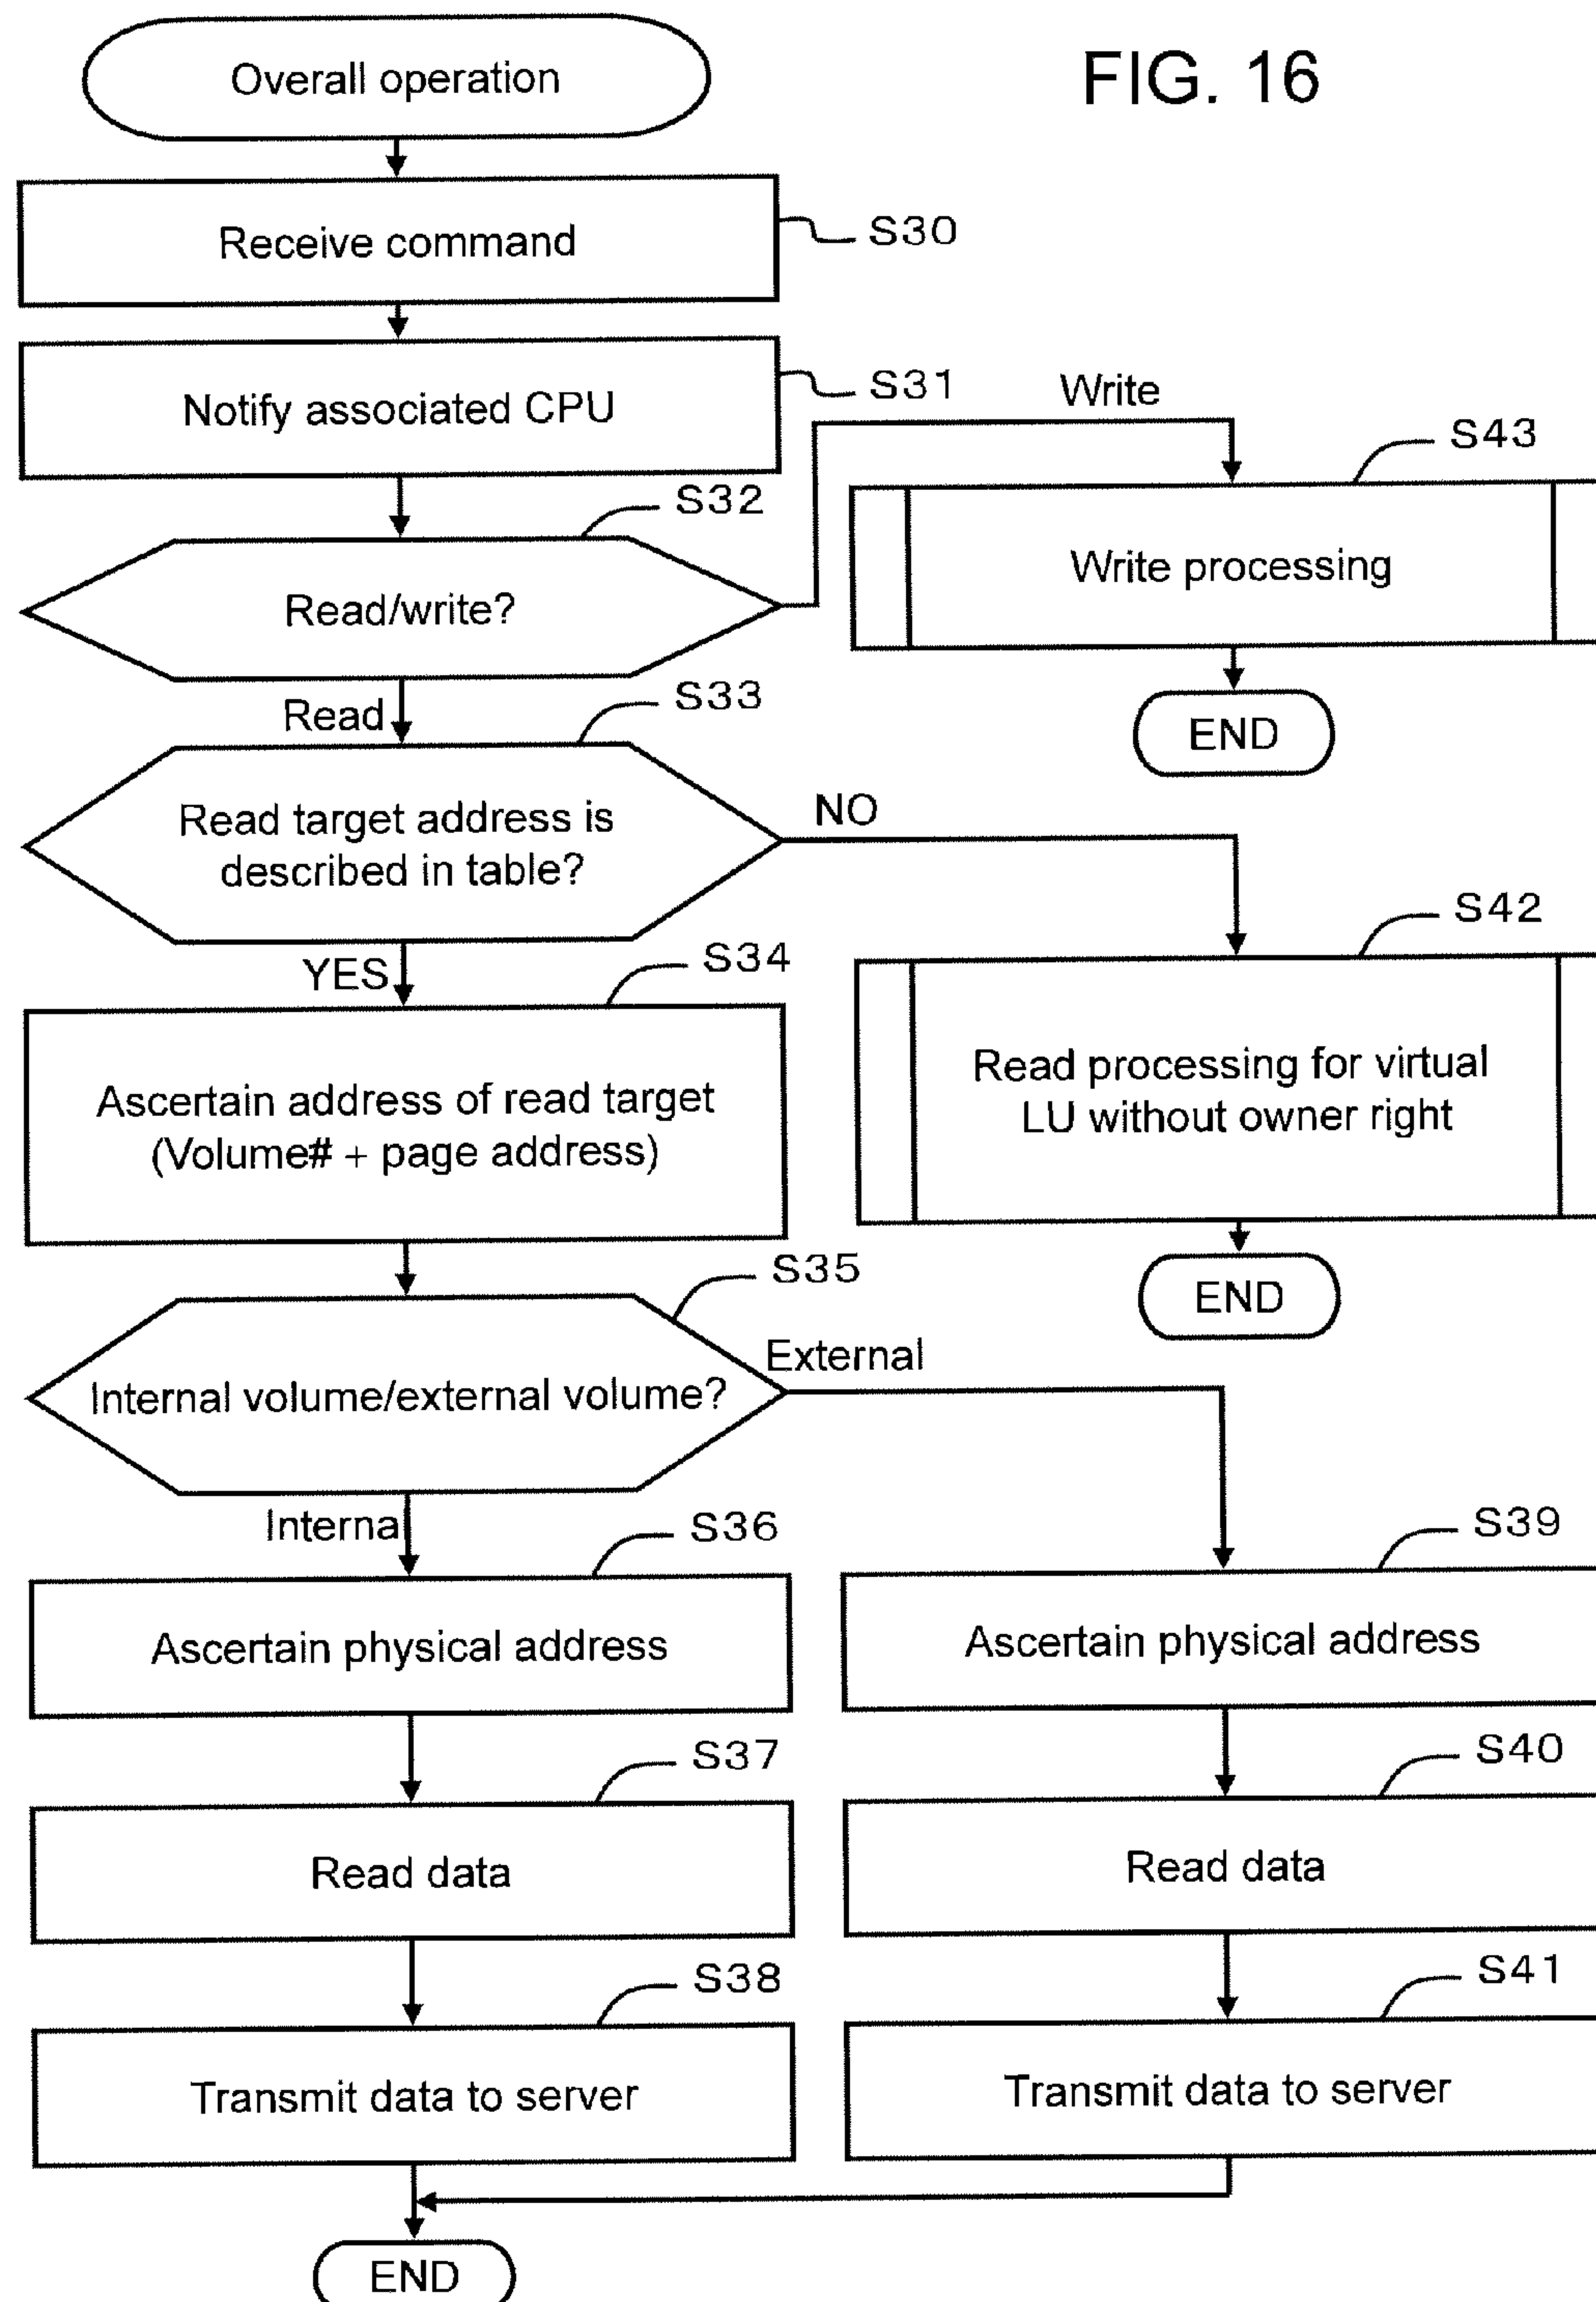 FIG. 16
Overall operation
Receive command
S30
Notify associated CPU
S31
Write
S43
Write processing
END
S32
Read/write?
Read
S33
Read target address is
described in table?
NO
S42
Read processing for virtual
LU without owner right
END
YES
S34
Ascertain address of read target
(Volume# + page address)
S35
Internal volume/external volume?
External
Interna
S36
Ascertain physical address
S37
Read data
S38
Transmit data to server
S39
Ascertain physical address
S40
Read data
S41
Transmit data to server
END